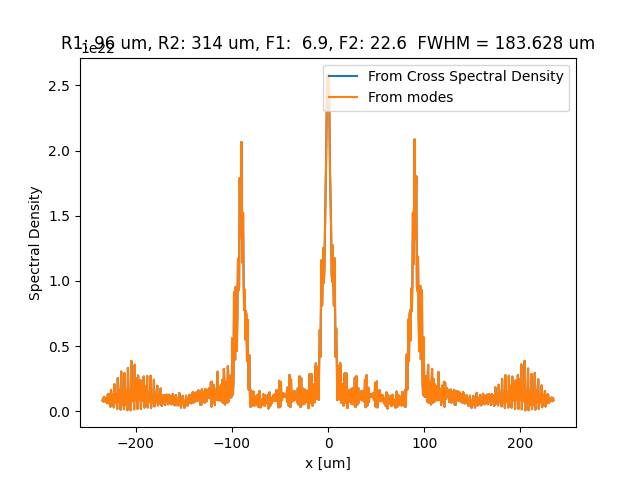 R1: 96 um, R2: 314 um, F1:  6.9, F2: 22.6  FWHM = 183.628 um
1e22
From Cross Spectral Density
From modes
2.5
2.0
1.5
1.0
0.5
0.0
Spectral Density
−200
−100
0
100
200
x [um]